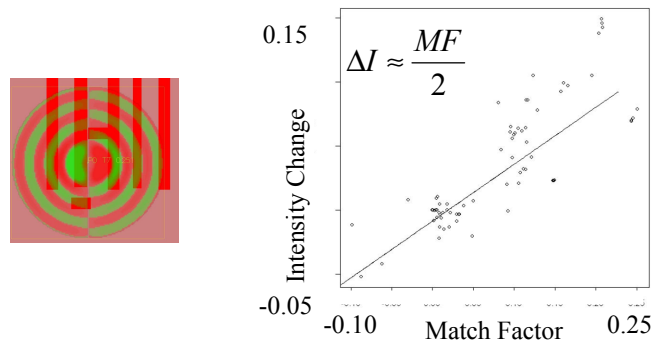 0.15
ΔI ≈ MF
2
Intensity Change
-0.05
-0.10
0.25
Match Factor